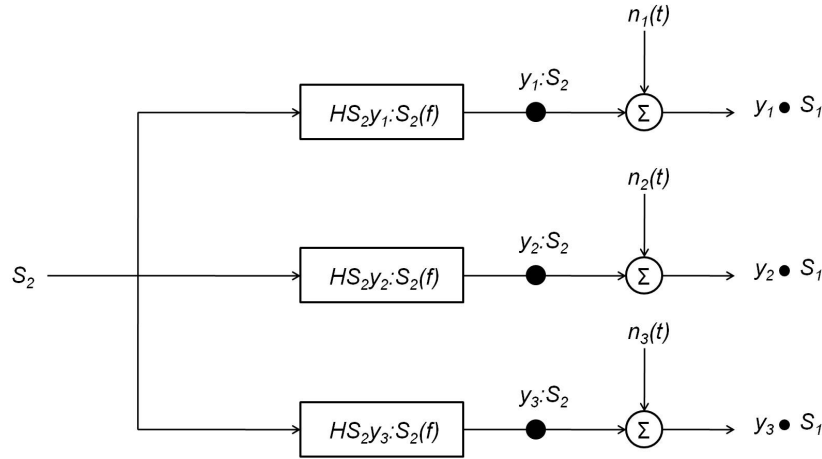 n₁(t)
y₁:S₂
HS₂y₁:S₂(f)
Σ
y₁ • S₁
n₂(t)
y₂:S₂
S₂
HS₂y₂:S₂(f)
Σ
y₂ • S₁
n₃(t)
y₃:S₂
HS₂y₃:S₂(f)
Σ
y₃ • S₁